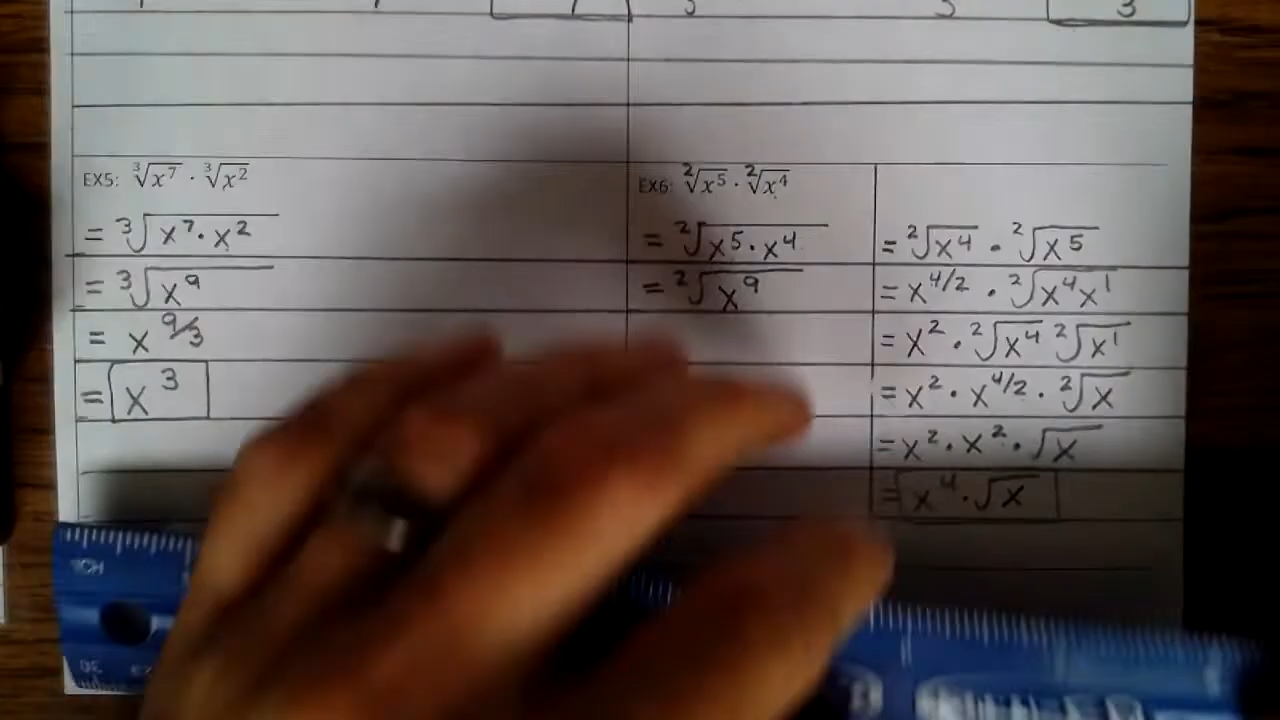 3
EX5: ∛x⁷ · ∛x²
= ∛(x⁷ · x²)
= ∛(x⁹)
= x^(9/3)
= x³
EX6: ²√x⁵ · ²√x⁴
= ²√(x⁵ · x⁴)
= ²√(x⁹)
= ²√x⁴ · ²√x⁵
= x^(4/2) · ²√(x⁴x¹)
= x² · ²√x⁴ ²√x¹
= x² · x^(4/2) · ²√x
= x² · x² · √x
= x⁴ · √x
30